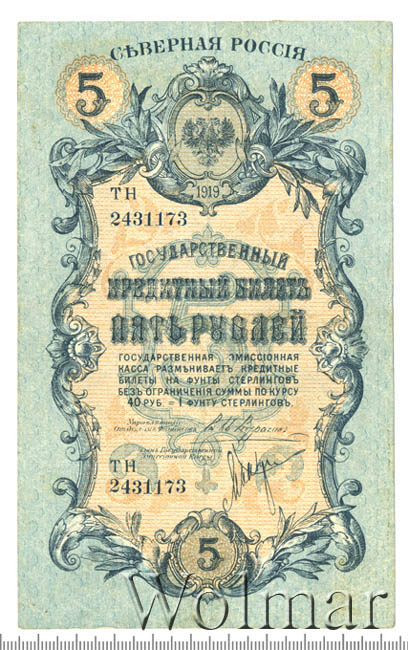 СѢВЕРНАЯ РОССІЯ
5 5
1919
ТН
2431173
ГОСУДАРСТВЕННЫЙ
КРЕДИТНЫЙ БИЛЕТЪ
ПЯТЬ РУБЛЕЙ
ГОСУДАРСТВЕННАЯ ЭМИССІОННАЯ
КАССА РАЗМѢНИВАЕТЪ КРЕДИТНЫЕ
БИЛЕТЫ НА ФУНТЫ СТЕРЛИНГОВЪ
БЕЗЪ ОГРАНИЧЕНІЯ СУММЫ ПО КУРСУ
40 РУБ.–1 ФУНТУ СТЕРЛИНГОВЪ.
Управляющій
ТН
2431173
5
Wolmar